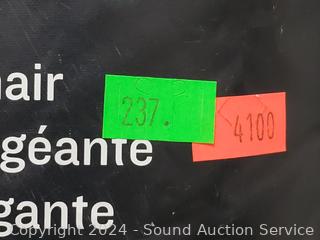 hair
237.
4100
géante
gante
Copyright 2024 - Sound Auction Service